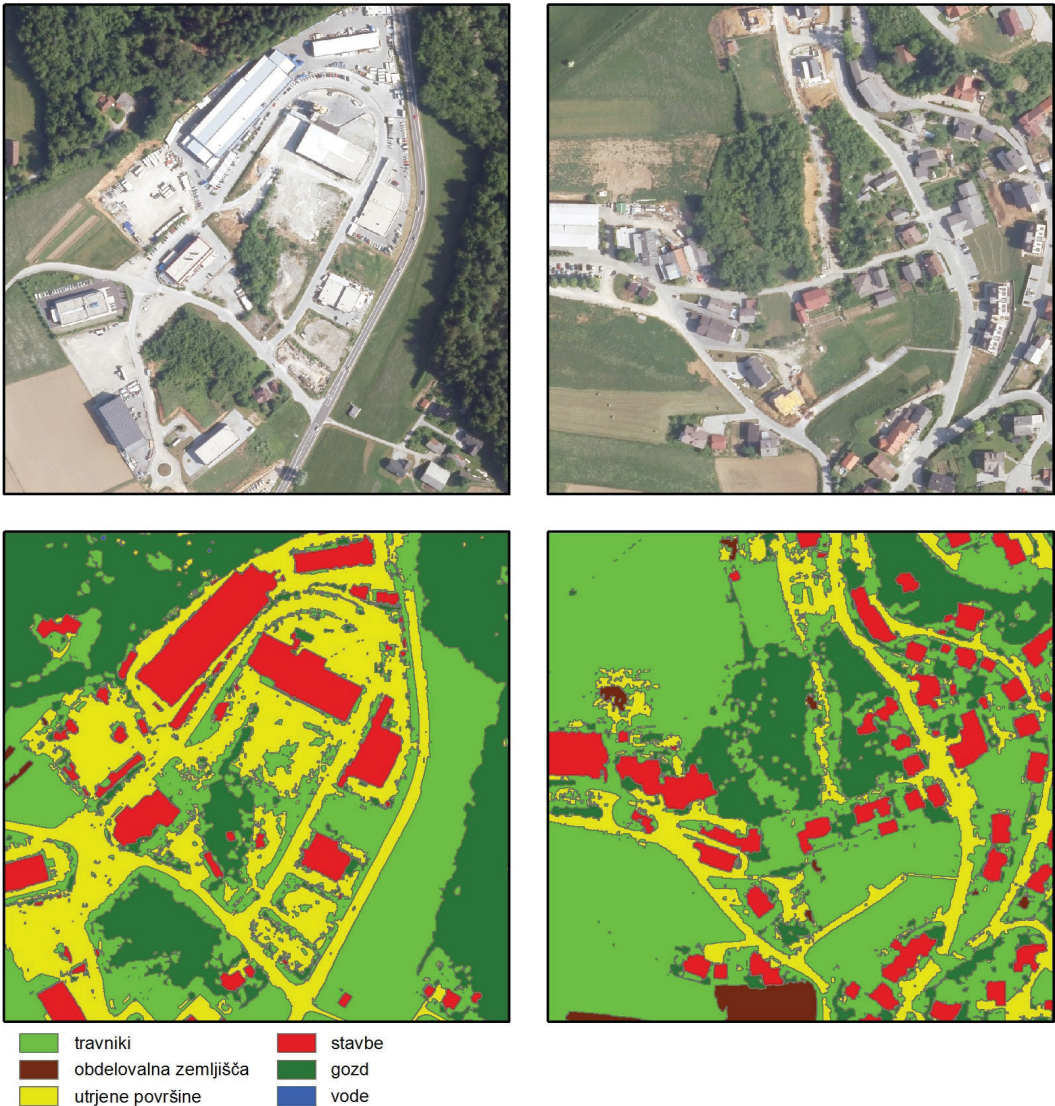 travniki
obdelovalna zemljišča
utrjene površine
stavbe
gozd
vode